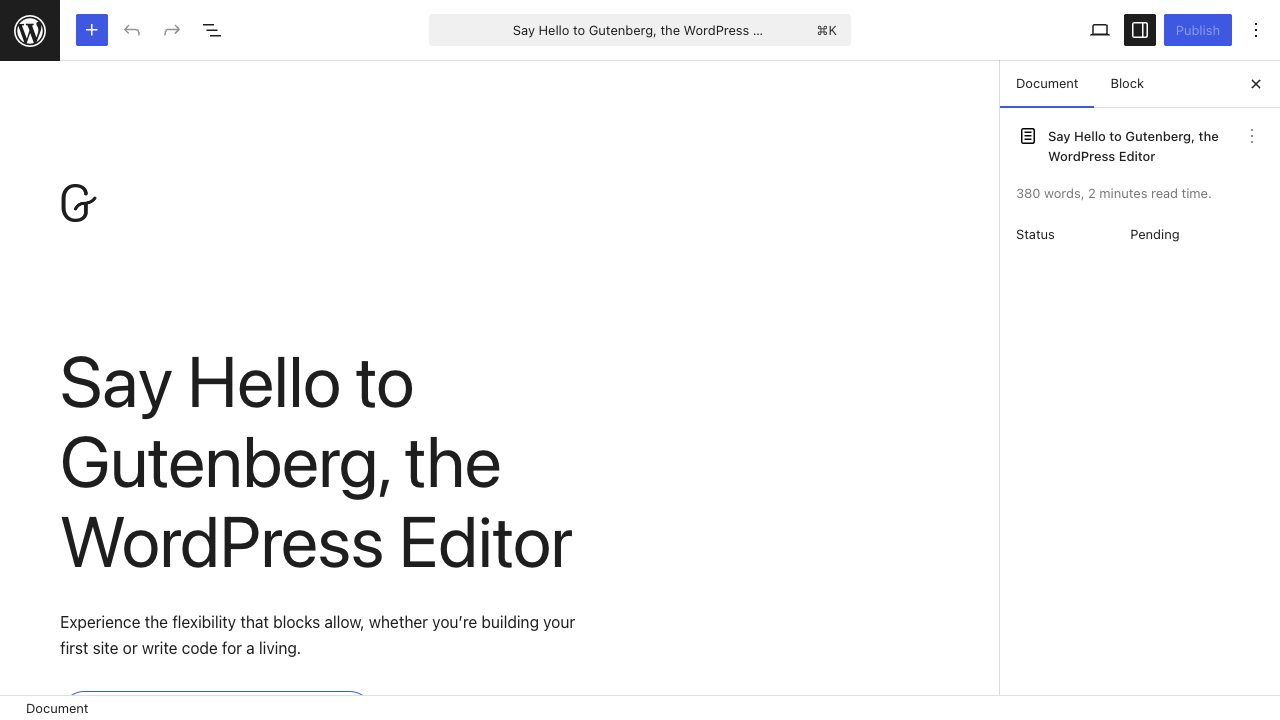 Say Hello to Gutenberg, the WordPress ... ⌘K
Publish
Document Block
Say Hello to Gutenberg, the
WordPress Editor
380 words, 2 minutes read time.
Status Pending
Say Hello to
Gutenberg, the
WordPress Editor
Experience the flexibility that blocks allow, whether you’re building your
first site or write code for a living.
Document